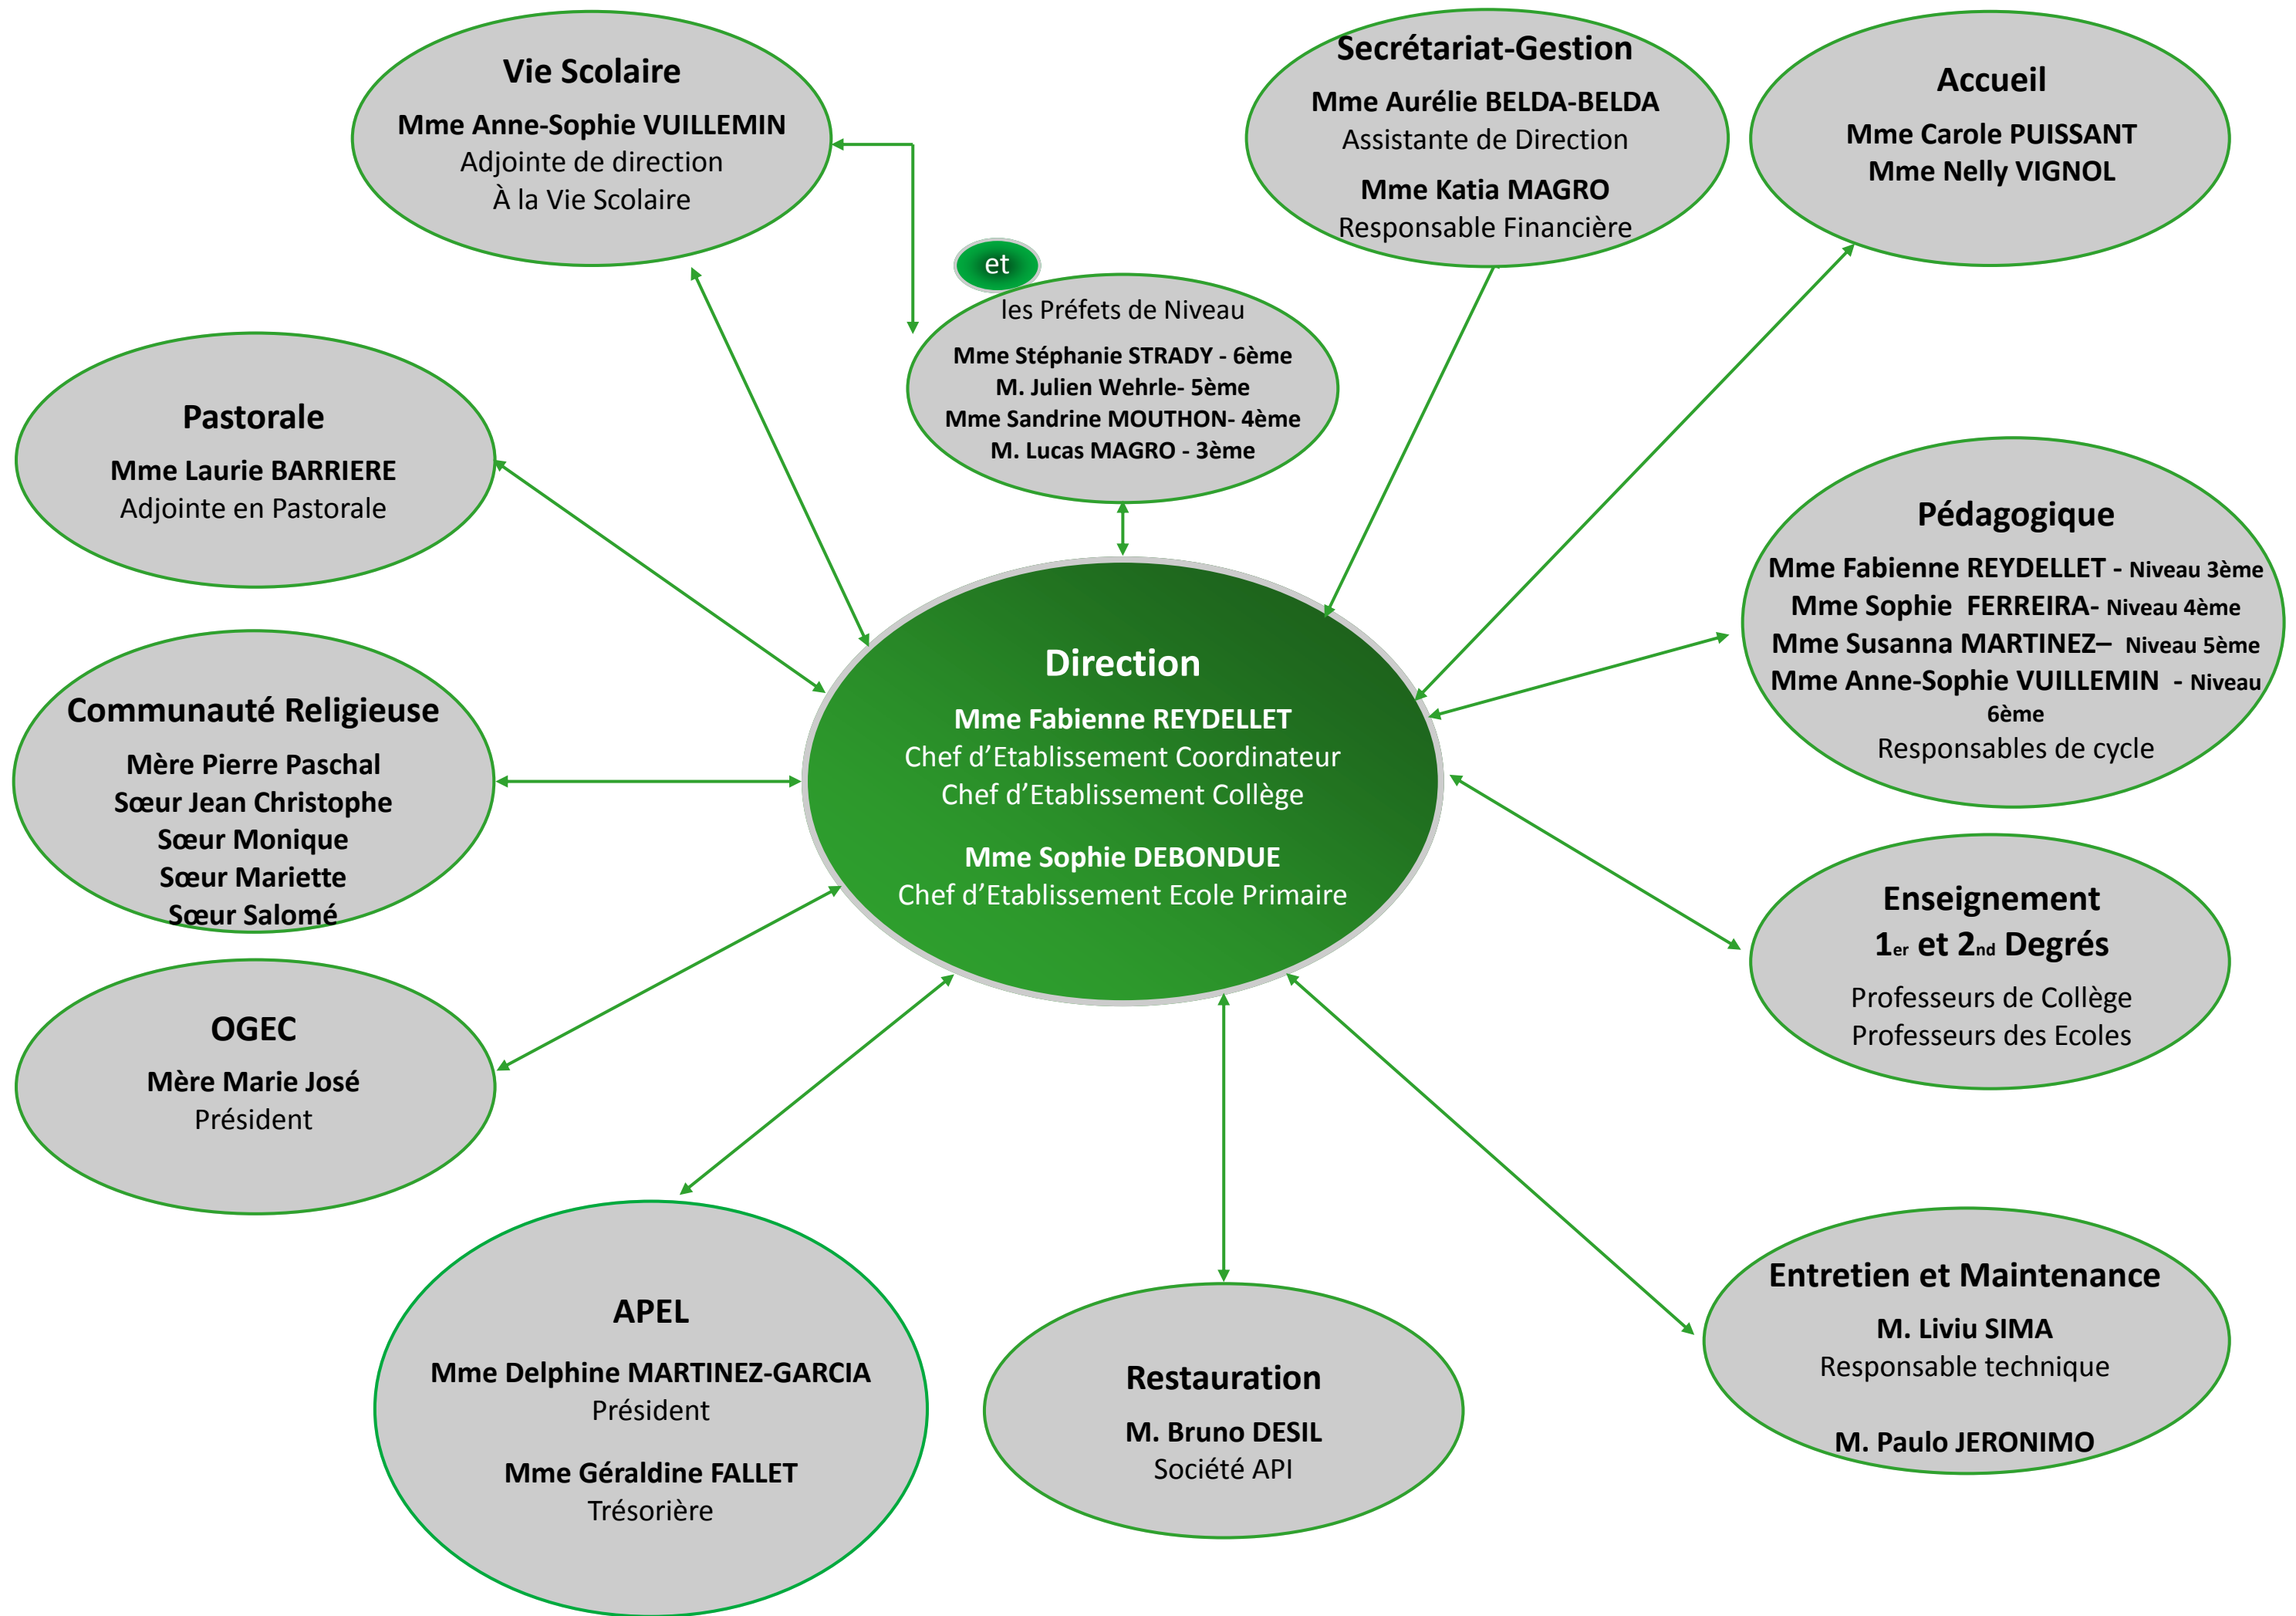 Vie Scolaire
Mme Anne-Sophie VUILLEMIN
Adjointe de direction
À la Vie Scolaire
Secrétariat-Gestion
Mme Aurélie BELDA-BELDA
Assistante de Direction
Mme Katia MAGRO
Responsable Financière
Accueil
Mme Carole PUISSANT
Mme Nelly VIGNOL
et
les Préfets de Niveau
Mme Stéphanie STRADY - 6ème
M. Julien Wehrle- 5ème
Mme Sandrine MOUTHON- 4ème
M. Lucas MAGRO - 3ème
Pastorale
Mme Laurie BARRIERE
Adjointe en Pastorale
Pédagogique
Mme Fabienne REYDELLET - Niveau 3ème
Mme Sophie FERREIRA- Niveau 4ème
Mme Susanna MARTINEZ– Niveau 5ème
Mme Anne-Sophie VUILLEMIN - Niveau
6ème
Responsables de cycle
Direction
Mme Fabienne REYDELLET
Chef d’Etablissement Coordinateur
Chef d’Etablissement Collège
Mme Sophie DEBONDUE
Chef d’Etablissement Ecole Primaire
Communauté Religieuse
Mère Pierre Paschal
Sœur Jean Christophe
Sœur Monique
Sœur Mariette
Sœur Salomé
Enseignement
1er et 2nd Degrés
Professeurs de Collège
Professeurs des Ecoles
OGEC
Mère Marie José
Président
APEL
Mme Delphine MARTINEZ-GARCIA
Président
Mme Géraldine FALLET
Trésorière
Restauration
M. Bruno DESIL
Société API
Entretien et Maintenance
M. Liviu SIMA
Responsable technique
M. Paulo JERONIMO